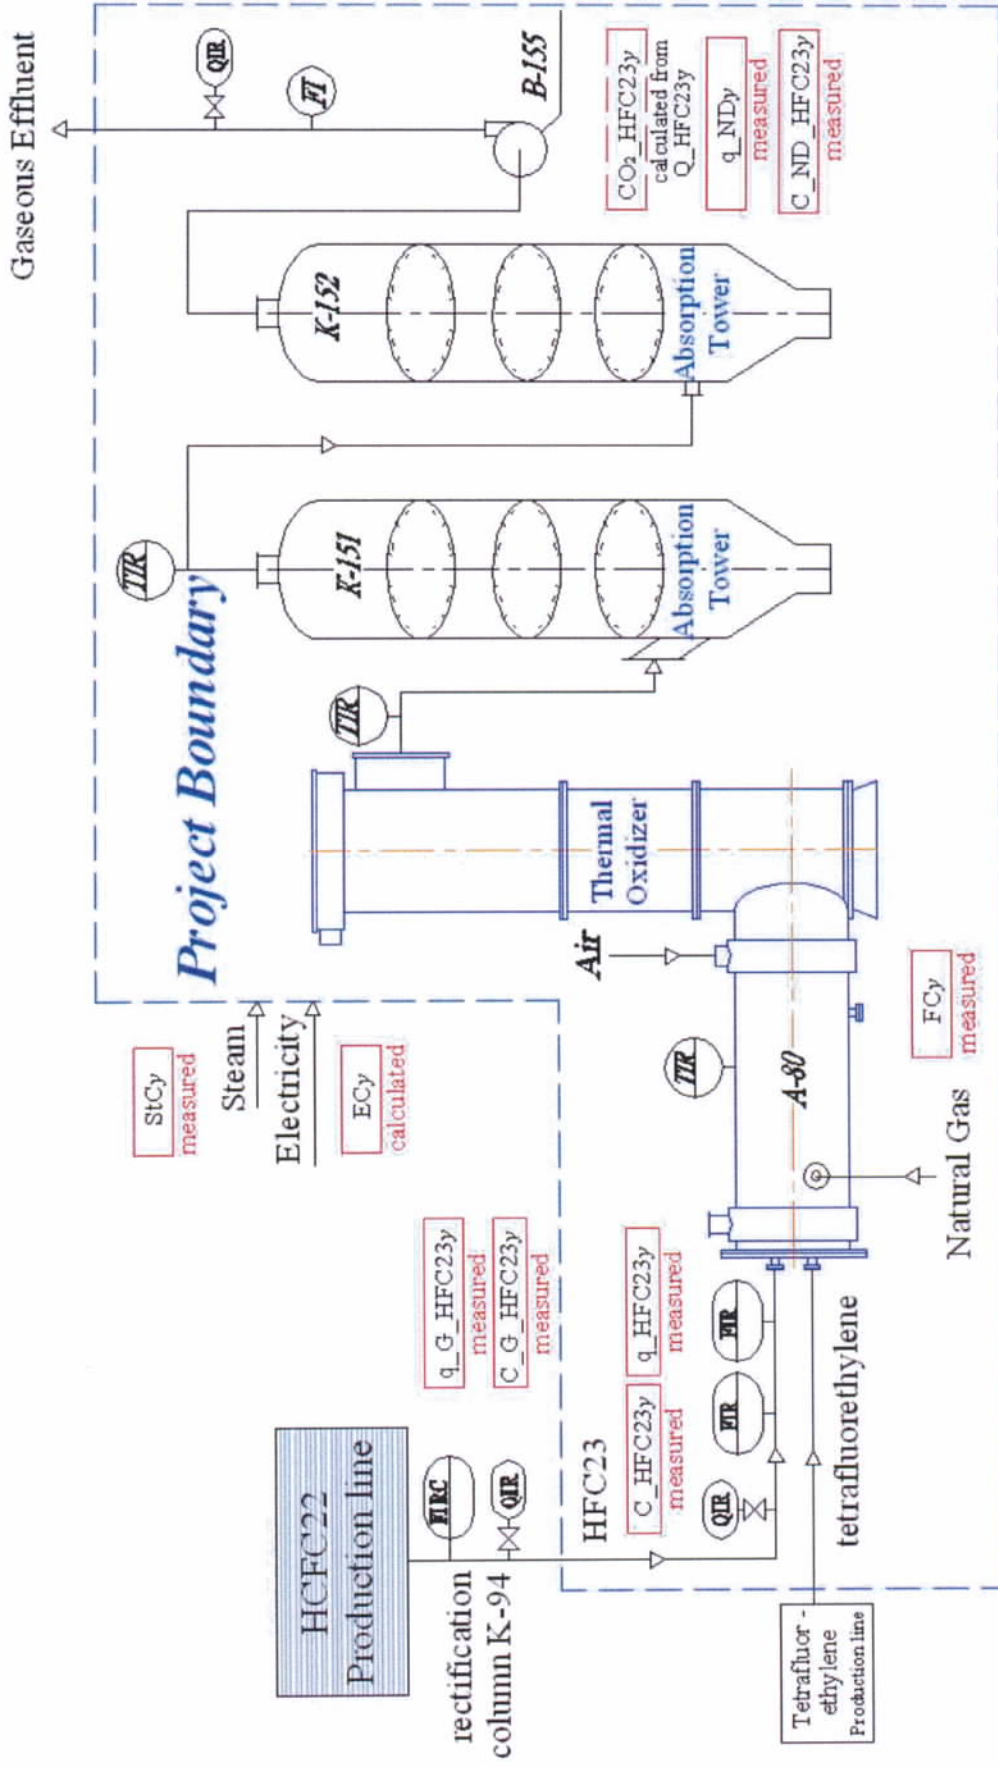 Gaseous Effluent
QIR
FI
B-155
CO₂_HFC23y
calculated from
Q_HFC23y
q_NDy
measured
C_ND_HFC23y
measured
K-152
Absorption
Tower
TIR
K-151
Absorption
Tower
Project Boundary
TIR
Thermal
Oxidizer
Air
StCy
measured
Steam
Electricity
ECy
calculated
TIR
A-80
FCy
measured
Natural Gas
HCFC22
Production line
FIRC
QIR
rectification
column K-94
q_G_HFC23y
measured
C_G_HFC23y
measured
HFC23
C_HFC23y
measured
q_HFC23y
measured
QIR
FIR
FIR
tetrafluorethylene
Tetrafluor -
ethylene
Production line